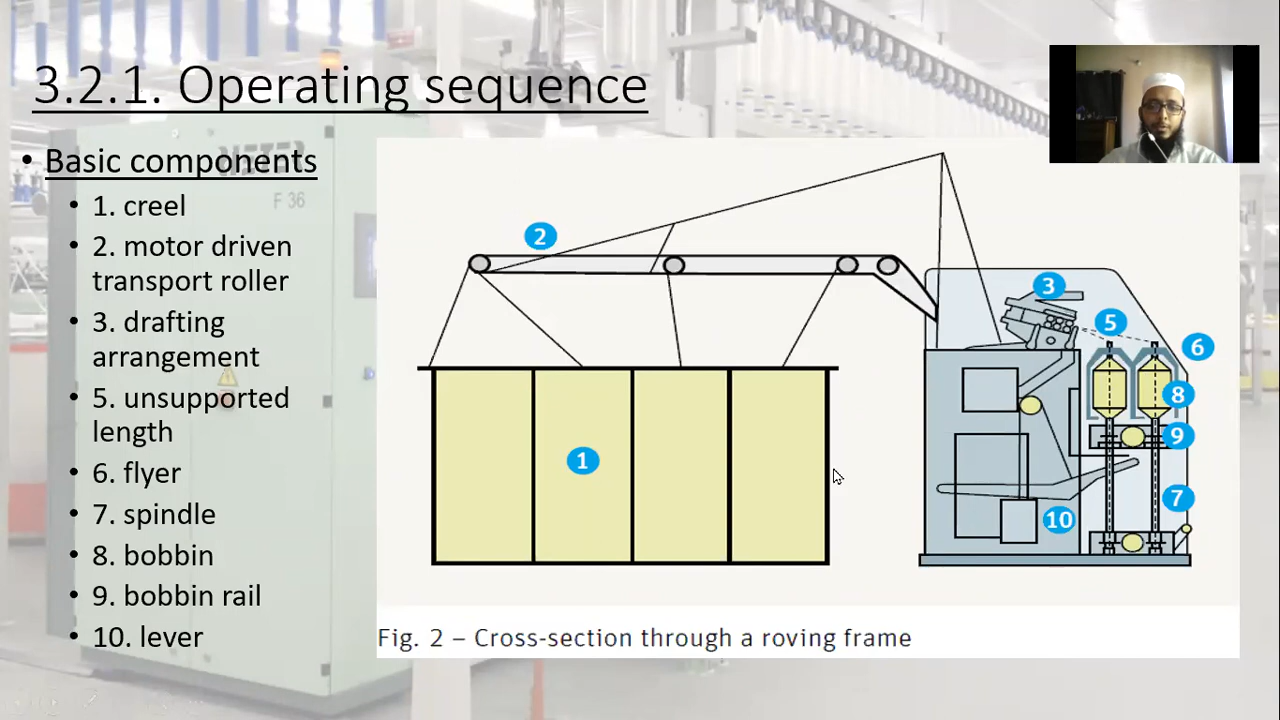 3.2.1. Operating sequence
• Basic components
• 1. creel
• 2. motor driven
transport roller
• 3. drafting
arrangement
• 5. unsupported
length
• 6. flyer
• 7. spindle
• 8. bobbin
• 9. bobbin rail
• 10. lever
F 36
2
3
5
6
8
9
1
7
10
Fig. 2 – Cross-section through a roving frame